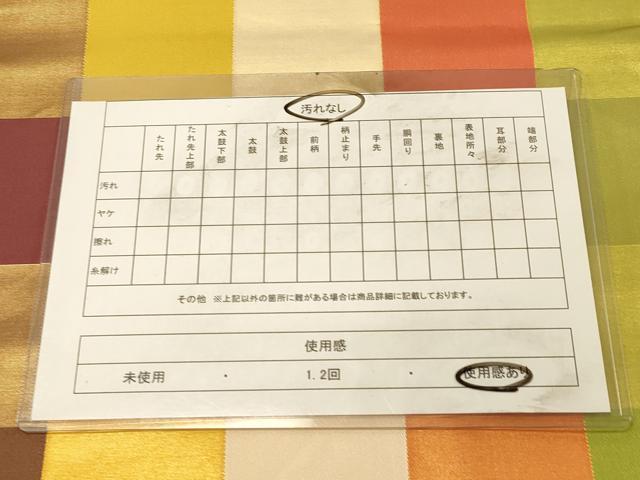 汚れなし
たれ先 たれ先上部 太鼓下部 太鼓 太鼓上部 前柄 柄止まり 手先 胴回り 裏地 表地所々 耳部分 端部分
汚れ
ヤケ
擦れ
糸解け
その他 ※上記以外の箇所に難がある場合は商品詳細に記載しております。
使用感
未使用 ・ 1.2回 ・ 使用感あり